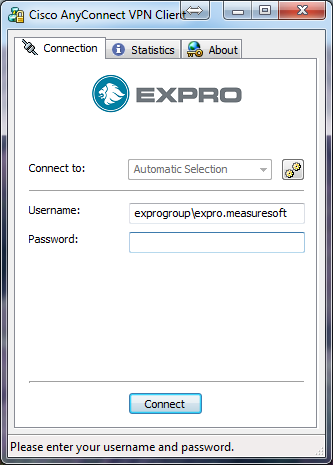 Cisco AnyConnect VPN Client
Connection Statistics About
EXPRO
Connect to: Automatic Selection
Username: exprogroup\expro.measuresoft
Password:
Connect
Please enter your username and password.